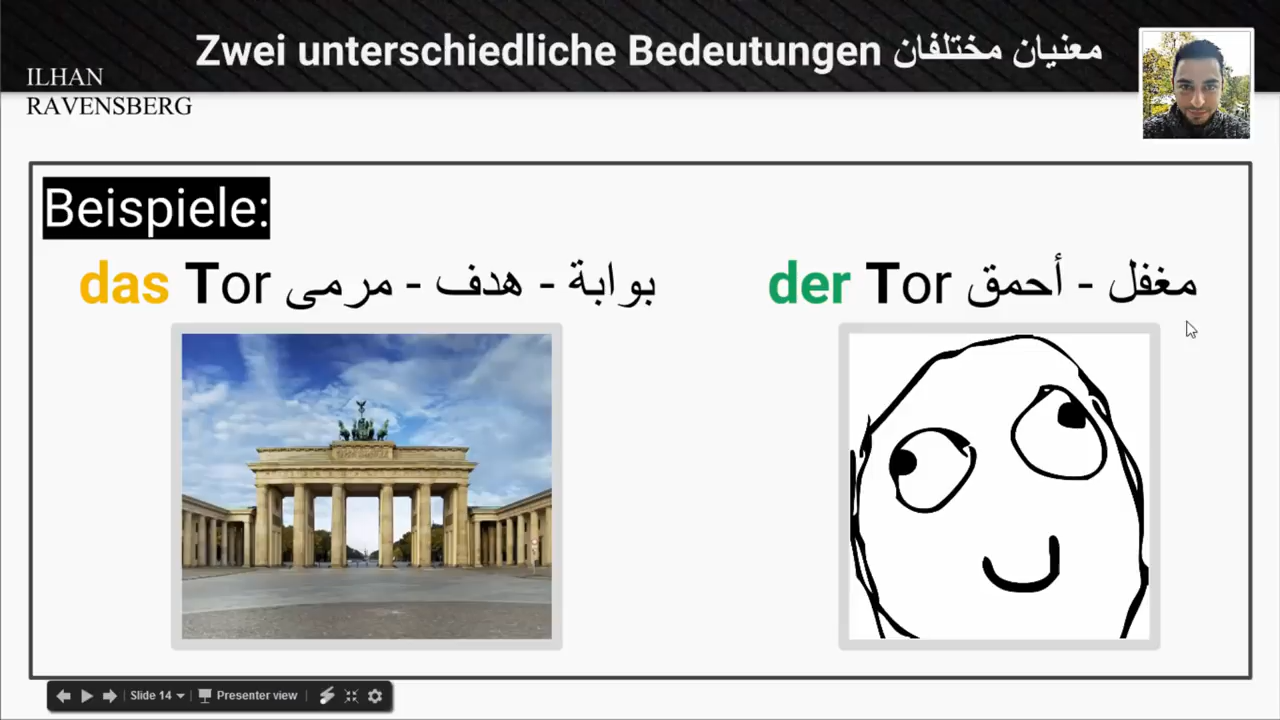 Zwei unterschiedliche Bedeutungen معنيان مختلفان
ILHAN
RAVENSBERG
Beispiele:
das Tor بوابة - هدف - مرمى
der Tor مغفل - أحمق
Slide 14
Presenter view